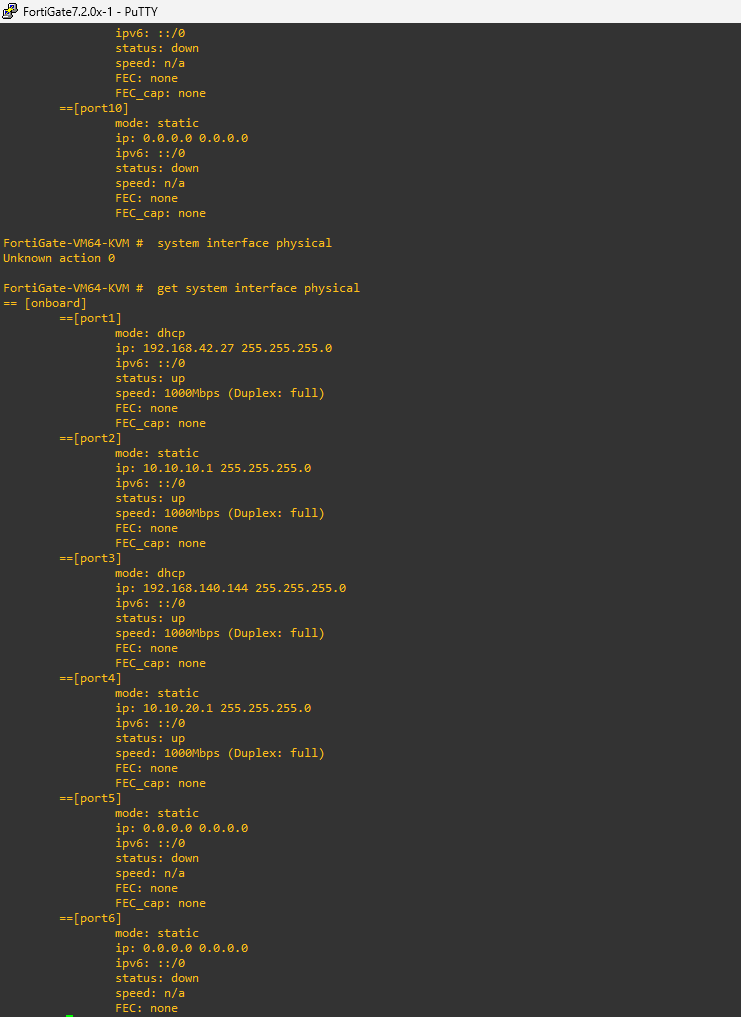 FortiGate7.2.0x-1 - PuTTY
ipv6: ::/0
status: down
speed: n/a
FEC: none
FEC_cap: none
==[port10]
mode: static
ip: 0.0.0.0 0.0.0.0
ipv6: ::/0
status: down
speed: n/a
FEC: none
FEC_cap: none
FortiGate-VM64-KVM #  system interface physical
Unknown action 0
FortiGate-VM64-KVM #  get system interface physical
== [onboard]
==[port1]
mode: dhcp
ip: 192.168.42.27 255.255.255.0
ipv6: ::/0
status: up
speed: 1000Mbps (Duplex: full)
FEC: none
FEC_cap: none
==[port2]
mode: static
ip: 10.10.10.1 255.255.255.0
ipv6: ::/0
status: up
speed: 1000Mbps (Duplex: full)
FEC: none
FEC_cap: none
==[port3]
mode: dhcp
ip: 192.168.140.144 255.255.255.0
ipv6: ::/0
status: up
speed: 1000Mbps (Duplex: full)
FEC: none
FEC_cap: none
==[port4]
mode: static
ip: 10.10.20.1 255.255.255.0
ipv6: ::/0
status: up
speed: 1000Mbps (Duplex: full)
FEC: none
FEC_cap: none
==[port5]
mode: static
ip: 0.0.0.0 0.0.0.0
ipv6: ::/0
status: down
speed: n/a
FEC: none
FEC_cap: none
==[port6]
mode: static
ip: 0.0.0.0 0.0.0.0
ipv6: ::/0
status: down
speed: n/a
FEC: none